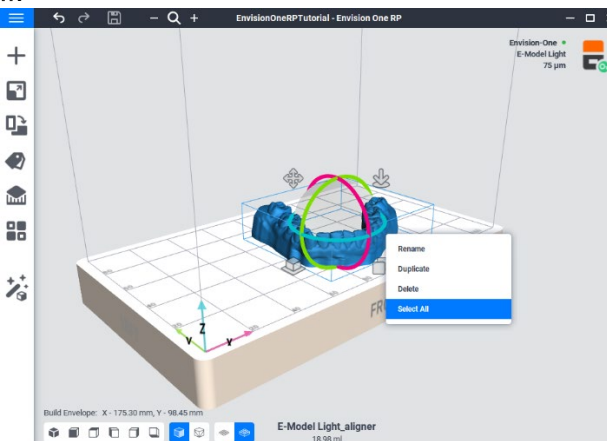 EnvisionOneRPTutorial - Envision One RP
Envision-One
E-Model Light
75 µm
Rename
Duplicate
Delete
Select All
Z
Y
X
Build Envelope: X - 175.30 mm, Y - 98.45 mm
E-Model Light_aligner
18.98 ml